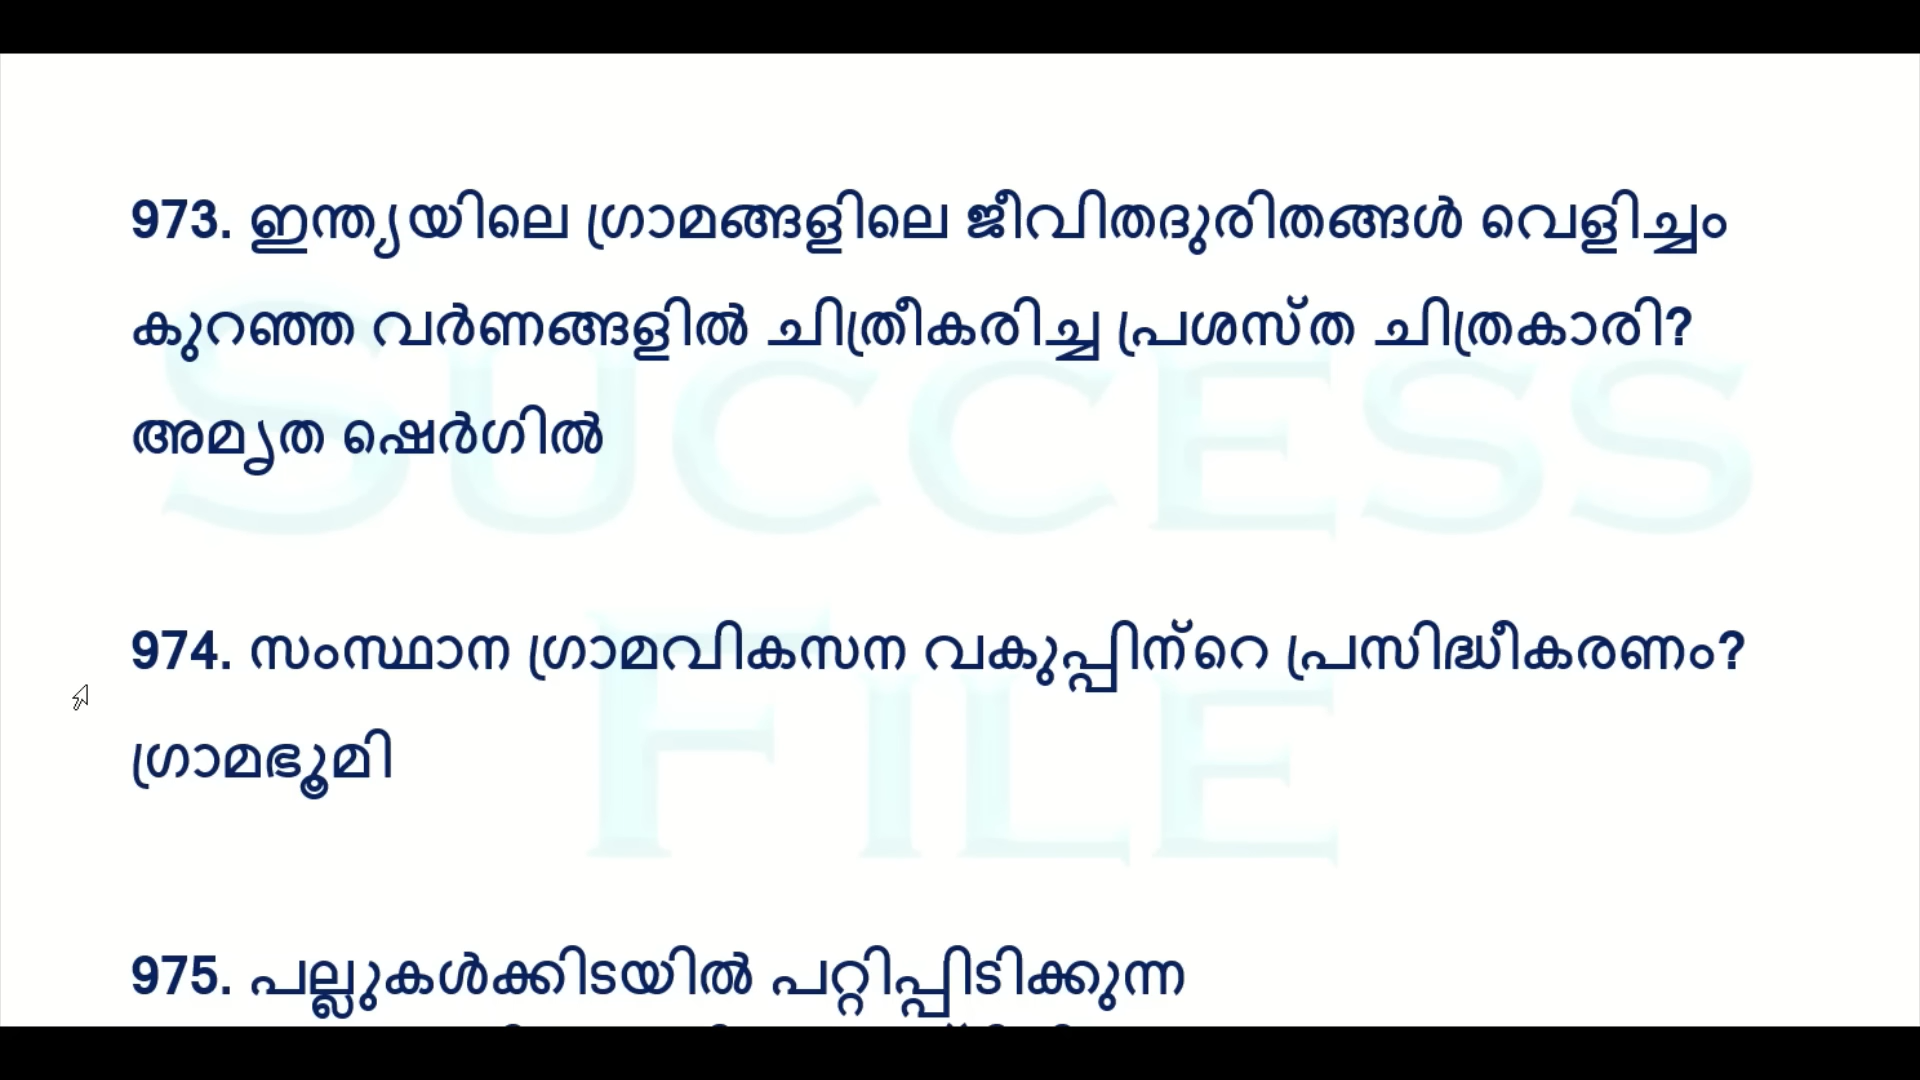 973. ഇന്ത്യയിലെ ഗ്രാമങ്ങളിലെ ജീവിതദുരിതങ്ങൾ വെളിച്ചം
കുറഞ്ഞ വർണങ്ങളിൽ ചിത്രീകരിച്ച പ്രശസ്ത ചിത്രകാരി?
അമൃത ഷെർഗിൽ
SUCCESS
974. സംസ്ഥാന ഗ്രാമവികസന വകുപ്പിന്റെ പ്രസിദ്ധീകരണം?
FILE
ഗ്രാമഭൂമി
975. പല്ലുകൾക്കിടയിൽ പറ്റിപ്പിടിക്കുന്ന